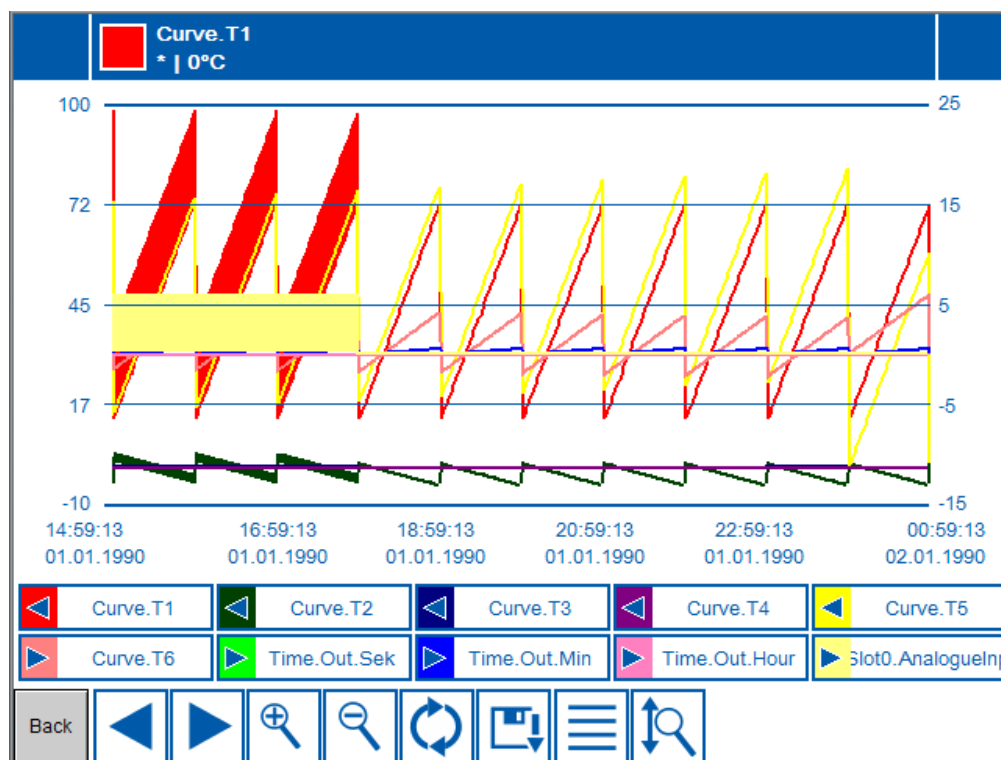 Curve.T1
* | 0°C
100
25
72
15
45
5
17
-5
-10
-15
14:59:13 16:59:13 18:59:13 20:59:13 22:59:13 00:59:13
01.01.1990 01.01.1990 01.01.1990 01.01.1990 01.01.1990 02.01.1990
Curve.T1 Curve.T2 Curve.T3 Curve.T4 Curve.T5
Curve.T6 Time.Out.Sek Time.Out.Min Time.Out.Hour Slot0.AnalogueInp
Back